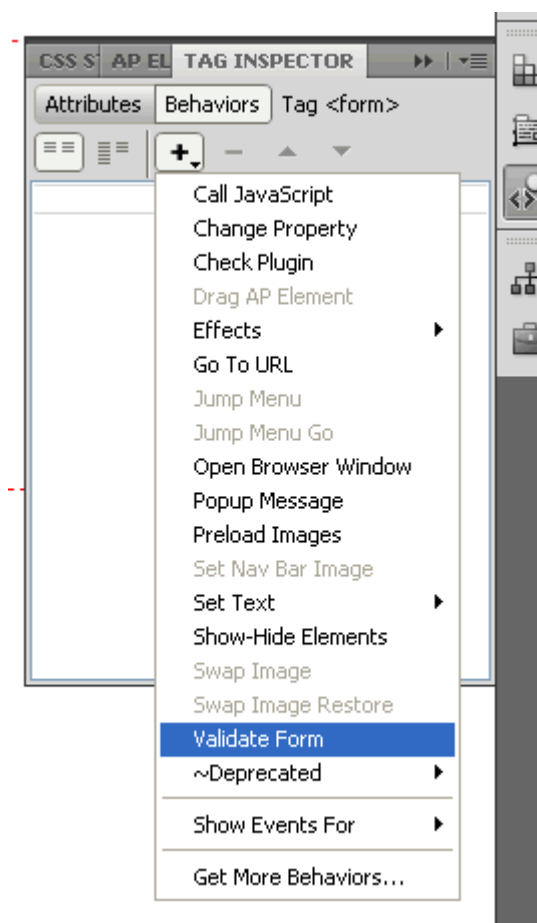 CSS S AP EL TAG INSPECTOR
Attributes Behaviors Tag <form>
Call JavaScript
Change Property
Check Plugin
Drag AP Element
Effects
Go To URL
Jump Menu
Jump Menu Go
Open Browser Window
Popup Message
Preload Images
Set Nav Bar Image
Set Text
Show-Hide Elements
Swap Image
Swap Image Restore
Validate Form
~Deprecated
Show Events For
Get More Behaviors...